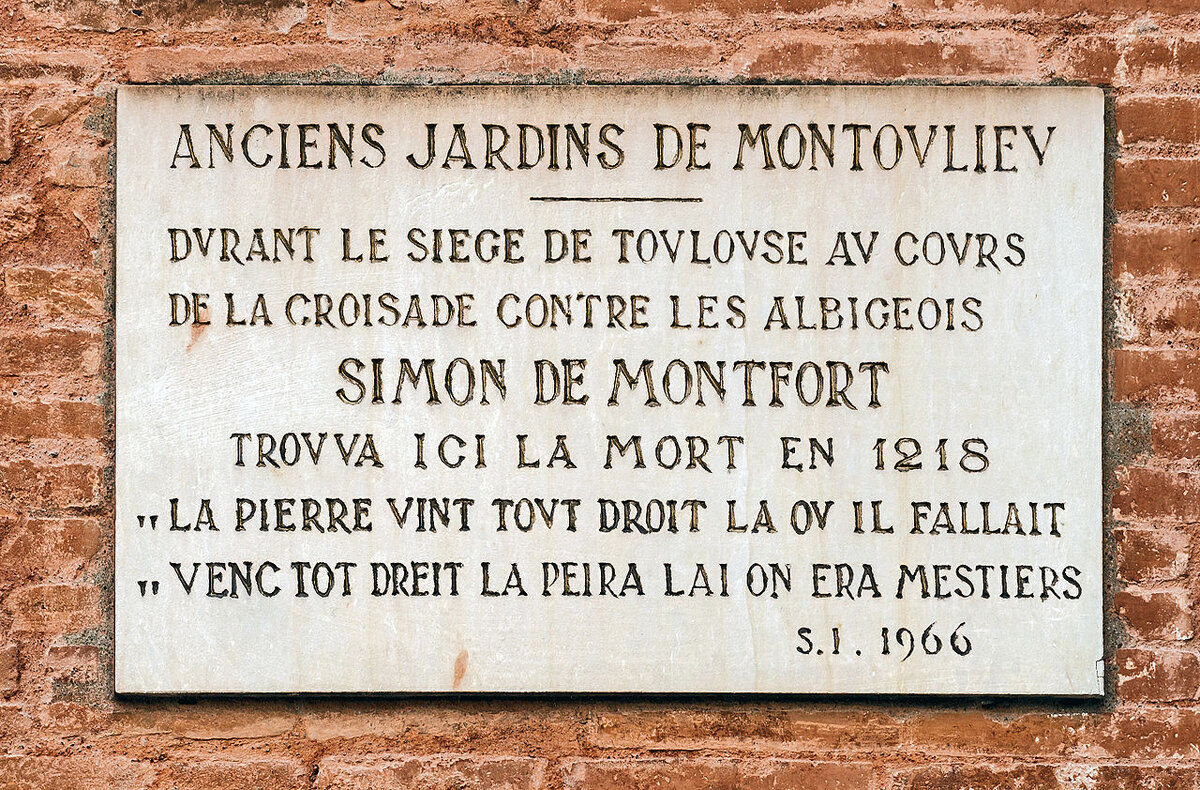 ANCIENS JARDINS DE MONTOVLIEV
DVRANT LE SIEGE DE TOVLOVSE AV COVRS
DE LA CROISADE CONTRE LES ALBIGEOIS
SIMON DE MONTFORT
TROVVA ICI LA MORT EN 1218
„LA PIERRE VINT TOVT DROIT LA OV IL FALLAIT
„VENC TOT DREIT LA PEIRA LAI ON ERA MESTIERS
S.I. 1966